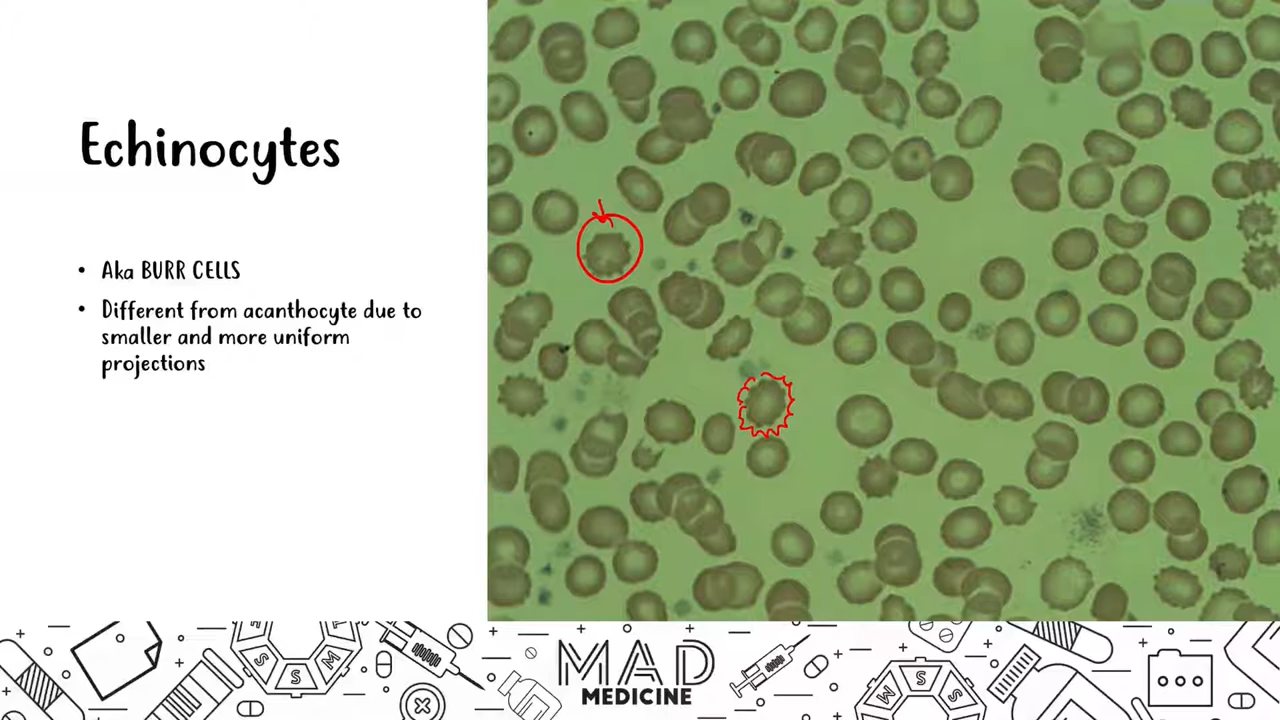 Echinocytes
• Aka BURR CELLS
• Different from acanthocyte due to
smaller and more uniform
projections
S
S
M
MAD
MEDICINE
M
S
S